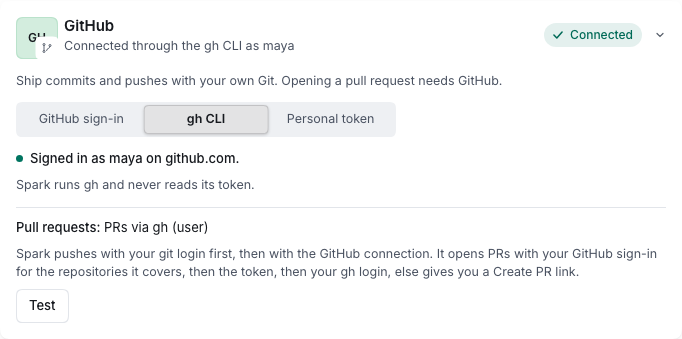 GitHub
Connected through the gh CLI as maya
Connected
Ship commits and pushes with your own Git. Opening a pull request needs GitHub.
GitHub sign-in
gh CLI
Personal token
Signed in as maya on github.com.
Spark runs gh and never reads its token.
Pull requests: PRs via gh (user)
Spark pushes with your git login first, then with the GitHub connection. It opens PRs with your GitHub sign-in
for the repositories it covers, then the token, then your gh login, else gives you a Create PR link.
Test